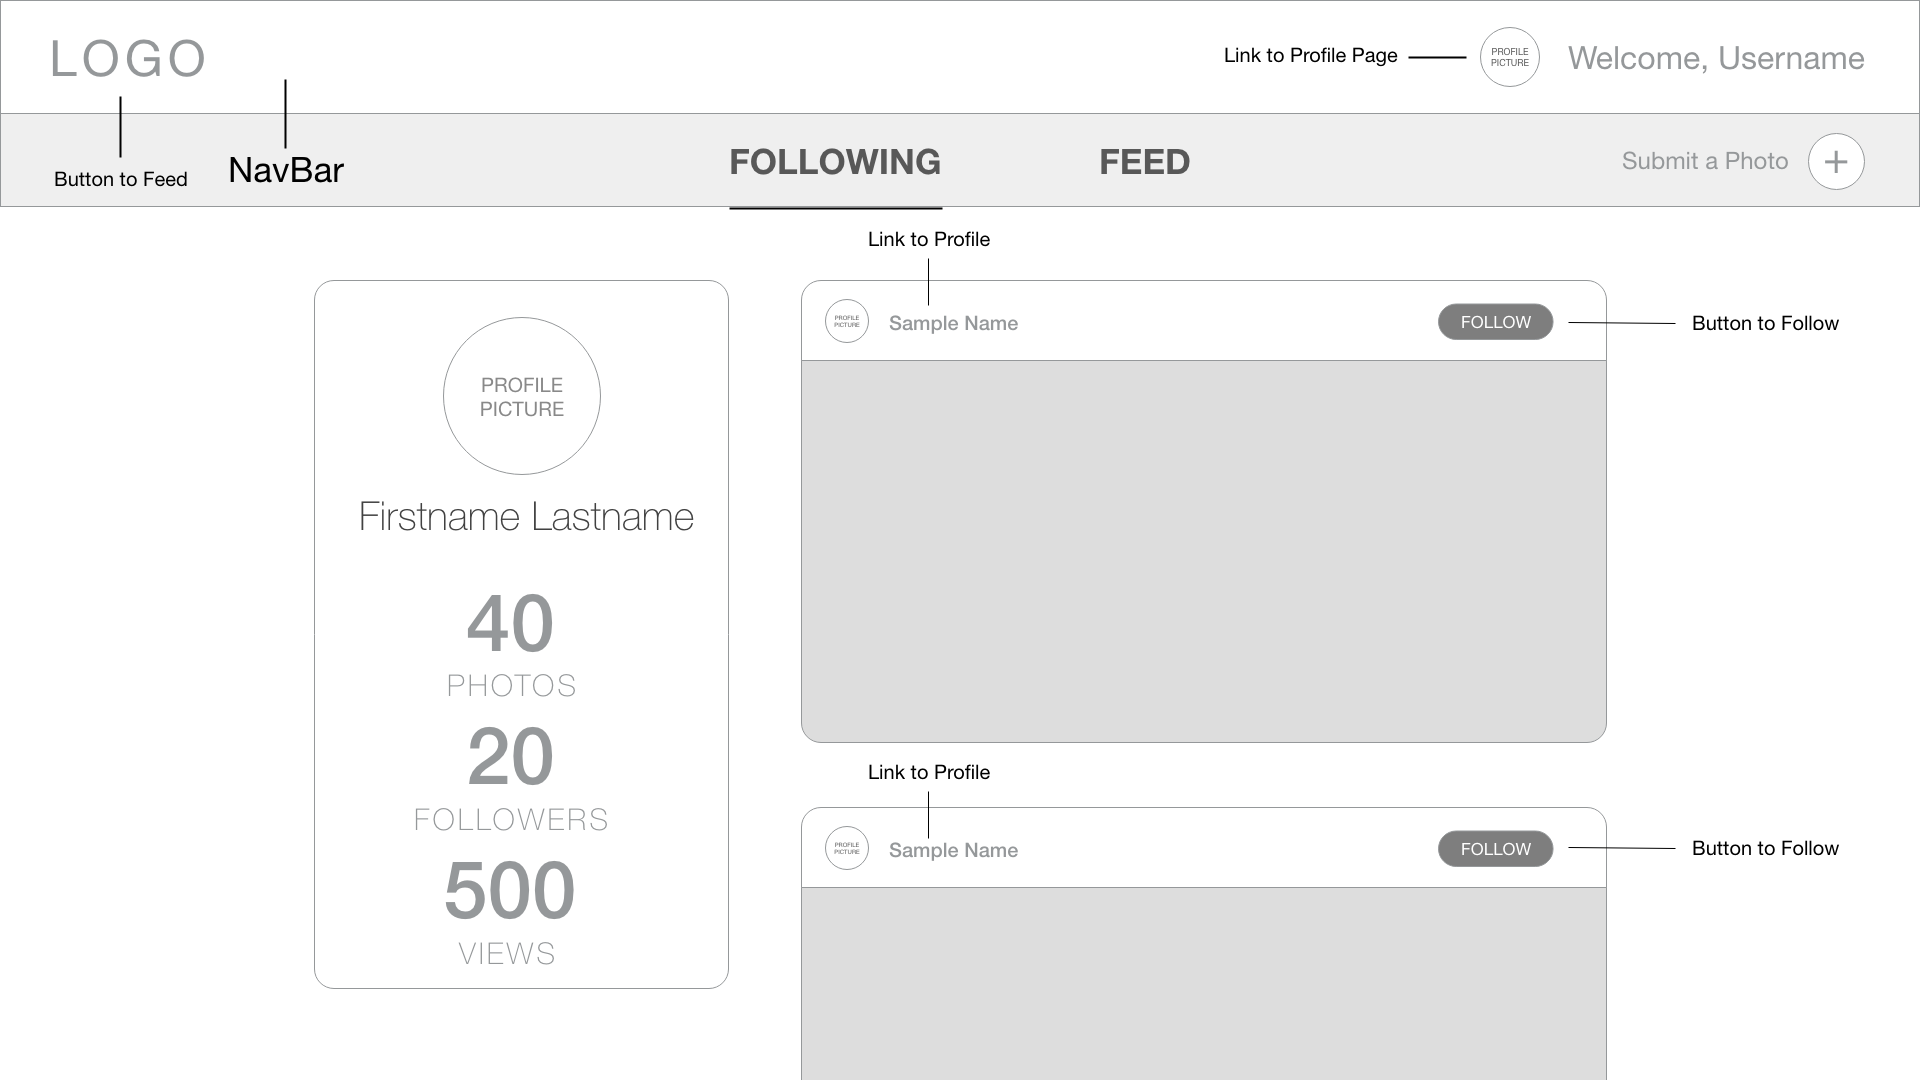 LOGO
Link to Profile Page
PROFILE
PICTURE
Welcome, Username
Button to Feed
NavBar
FOLLOWING
FEED
Submit a Photo
+
Link to Profile
PROFILE
PICTURE
Firstname Lastname
40
PHOTOS
20
FOLLOWERS
500
VIEWS
PROFILE
PICTURE
Sample Name
FOLLOW
Button to Follow
Link to Profile
PROFILE
PICTURE
Sample Name
FOLLOW
Button to Follow